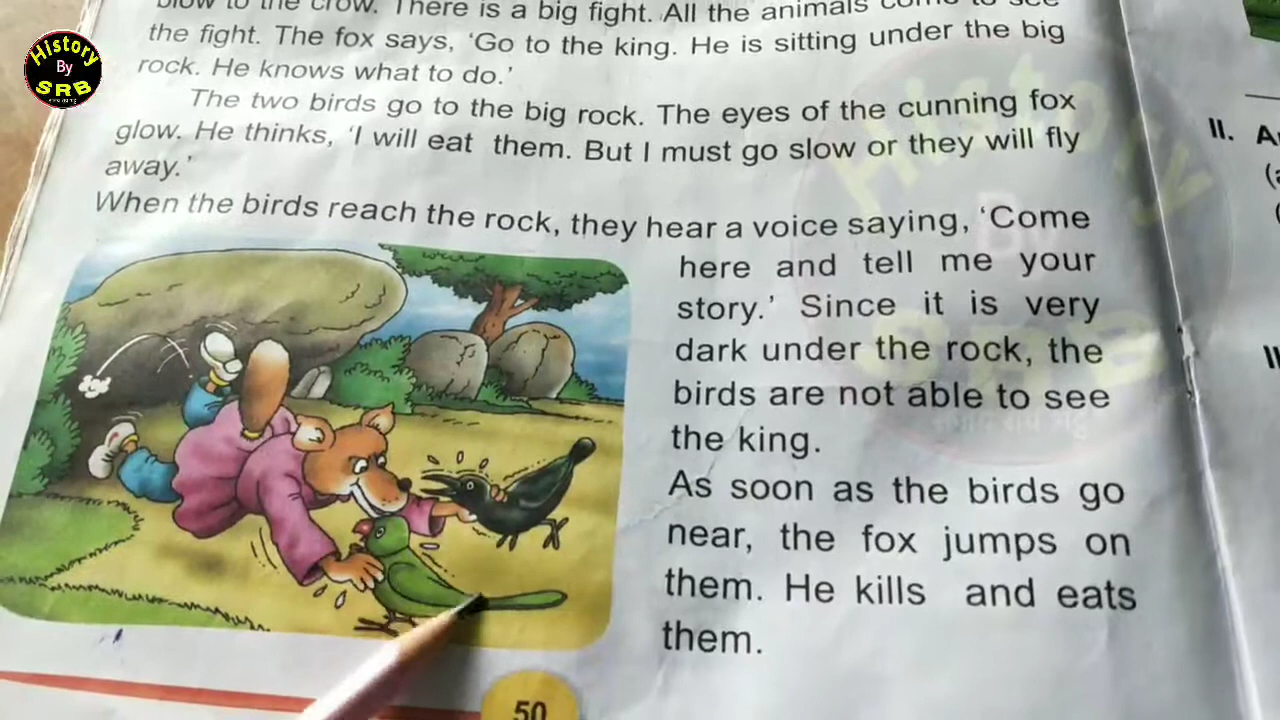 blow to the crow. There is a big fight. All the animals come to see
the fight. The fox says, ‘Go to the king. He is sitting under the big
rock. He knows what to do.’
The two birds go to the big rock. The eyes of the cunning fox
glow. He thinks, ‘I will eat them. But I must go slow or they will fly
away.’
When the birds reach the rock, they hear a voice saying, ‘Come
here and tell me your
story.’ Since it is very
dark under the rock, the
birds are not able to see
the king.
As soon as the birds go
near, the fox jumps on
them. He kills and eats
them.
50
II.
History
By
SRB